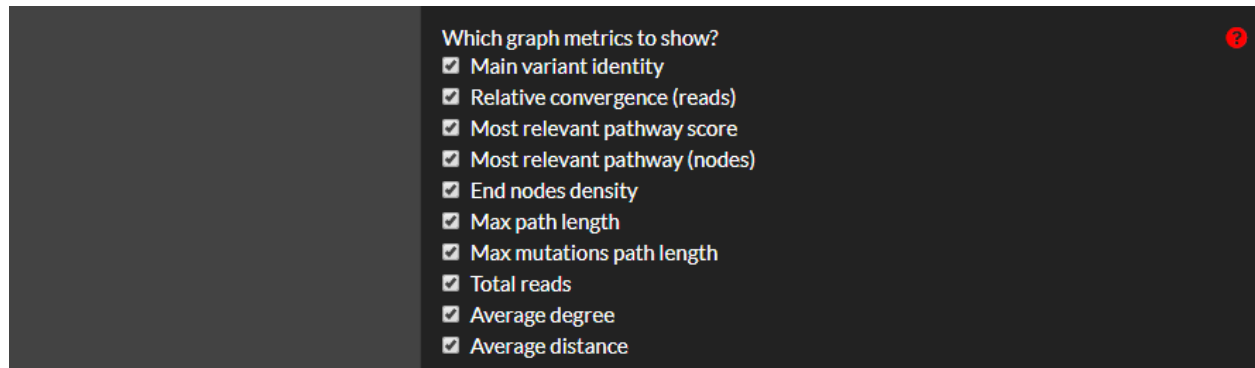 Which graph metrics to show?
?
Main variant identity
Relative convergence (reads)
Most relevant pathway score
Most relevant pathway (nodes)
End nodes density
Max path length
Max mutations path length
Total reads
Average degree
Average distance